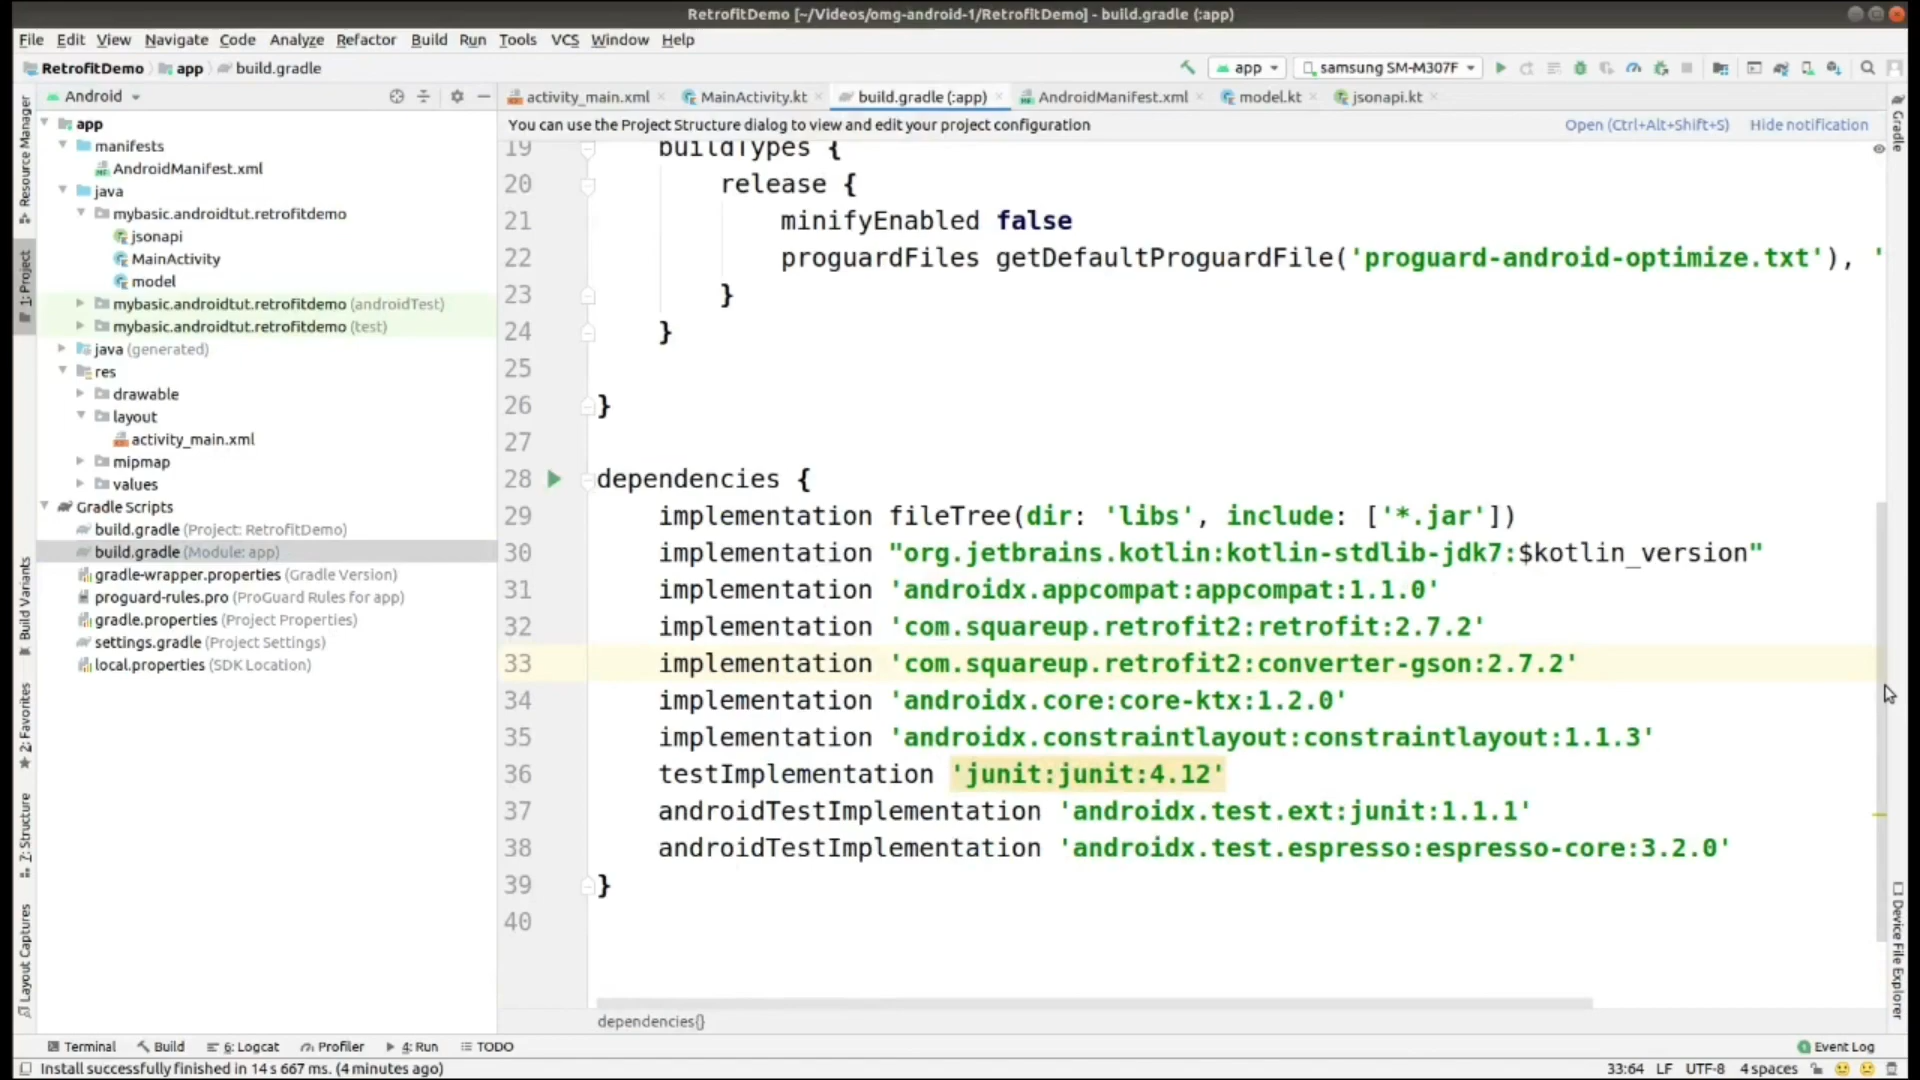 RetrofitDemo [~/Videos/omg-android-1/RetrofitDemo] - build.gradle (:app)
File Edit View Navigate Code Analyze Refactor Build Run Tools VCS Window Help
RetrofitDemo app build.gradle
app samsung SM-M307F
Android
activity_main.xml MainActivity.kt build.gradle (:app) AndroidManifest.xml model.kt jsonapi.kt
You can use the Project Structure dialog to view and edit your project configuration Open (Ctrl+Alt+Shift+S) Hide notification
Resource Manager
1: Project
Build Variants
2: Favorites
7: Structure
Layout Captures
app
manifests
AndroidManifest.xml
java
mybasic.androidtut.retrofitdemo
jsonapi
MainActivity
model
mybasic.androidtut.retrofitdemo (androidTest)
mybasic.androidtut.retrofitdemo (test)
java (generated)
res
drawable
layout
activity_main.xml
mipmap
values
Gradle Scripts
build.gradle (Project: RetrofitDemo)
build.gradle (Module: app)
gradle-wrapper.properties (Gradle Version)
proguard-rules.pro (ProGuard Rules for app)
gradle.properties (Project Properties)
settings.gradle (Project Settings)
local.properties (SDK Location)
19 buildTypes {
20 release {
21 minifyEnabled false
22 proguardFiles getDefaultProguardFile('proguard-android-optimize.txt'), '
23 }
24 }
25
26 }
27
28 dependencies {
29 implementation fileTree(dir: 'libs', include: ['*.jar'])
30 implementation "org.jetbrains.kotlin:kotlin-stdlib-jdk7:$kotlin_version"
31 implementation 'androidx.appcompat:appcompat:1.1.0'
32 implementation 'com.squareup.retrofit2:retrofit:2.7.2'
33 implementation 'com.squareup.retrofit2:converter-gson:2.7.2'
34 implementation 'androidx.core:core-ktx:1.2.0'
35 implementation 'androidx.constraintlayout:constraintlayout:1.1.3'
36 testImplementation 'junit:junit:4.12'
37 androidTestImplementation 'androidx.test.ext:junit:1.1.1'
38 androidTestImplementation 'androidx.test.espresso:espresso-core:3.2.0'
39 }
40
dependencies{}
Gradle
Device File Explorer
Terminal Build 6: Logcat Profiler 4: Run TODO Event Log
Install successfully finished in 14 s 667 ms. (4 minutes ago) 33:64 LF UTF-8 4 spaces